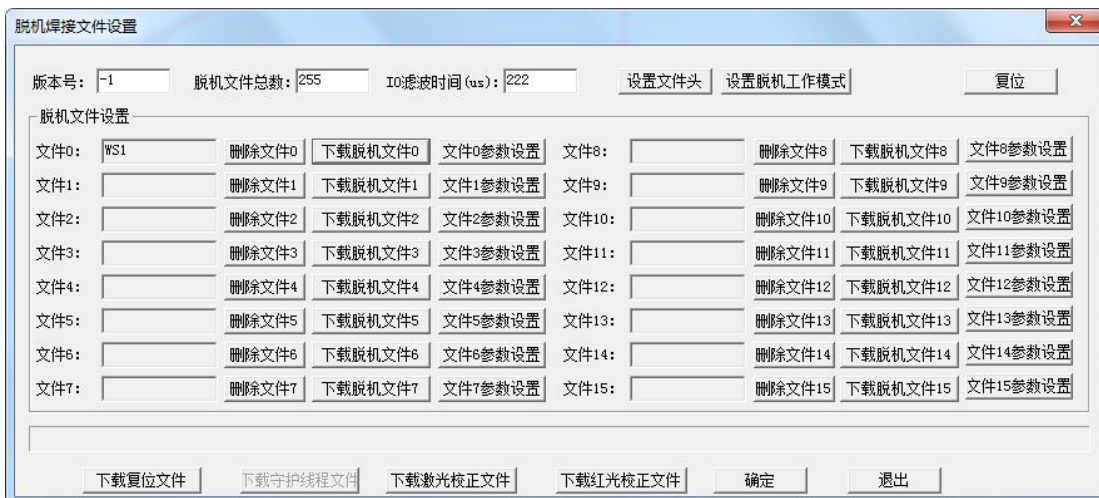 脱机焊接文件设置
版本号: -1 脱机文件总数: 255 IO滤波时间(us): 222 设置文件头 设置脱机工作模式 复位
脱机文件设置
文件0: WS1 删除文件0 下载脱机文件0 文件0参数设置 文件8: 删除文件8 下载脱机文件8 文件8参数设置
文件1: 删除文件1 下载脱机文件1 文件1参数设置 文件9: 删除文件9 下载脱机文件9 文件9参数设置
文件2: 删除文件2 下载脱机文件2 文件2参数设置 文件10: 删除文件10 下载脱机文件10 文件10参数设置
文件3: 删除文件3 下载脱机文件3 文件3参数设置 文件11: 删除文件11 下载脱机文件11 文件11参数设置
文件4: 删除文件4 下载脱机文件4 文件4参数设置 文件12: 删除文件12 下载脱机文件12 文件12参数设置
文件5: 删除文件5 下载脱机文件5 文件5参数设置 文件13: 删除文件13 下载脱机文件13 文件13参数设置
文件6: 删除文件6 下载脱机文件6 文件6参数设置 文件14: 删除文件14 下载脱机文件14 文件14参数设置
文件7: 删除文件7 下载脱机文件7 文件7参数设置 文件15: 删除文件15 下载脱机文件15 文件15参数设置
下载复位文件 下载守护线程文件 下载激光校正文件 下载红光校正文件 确定 退出